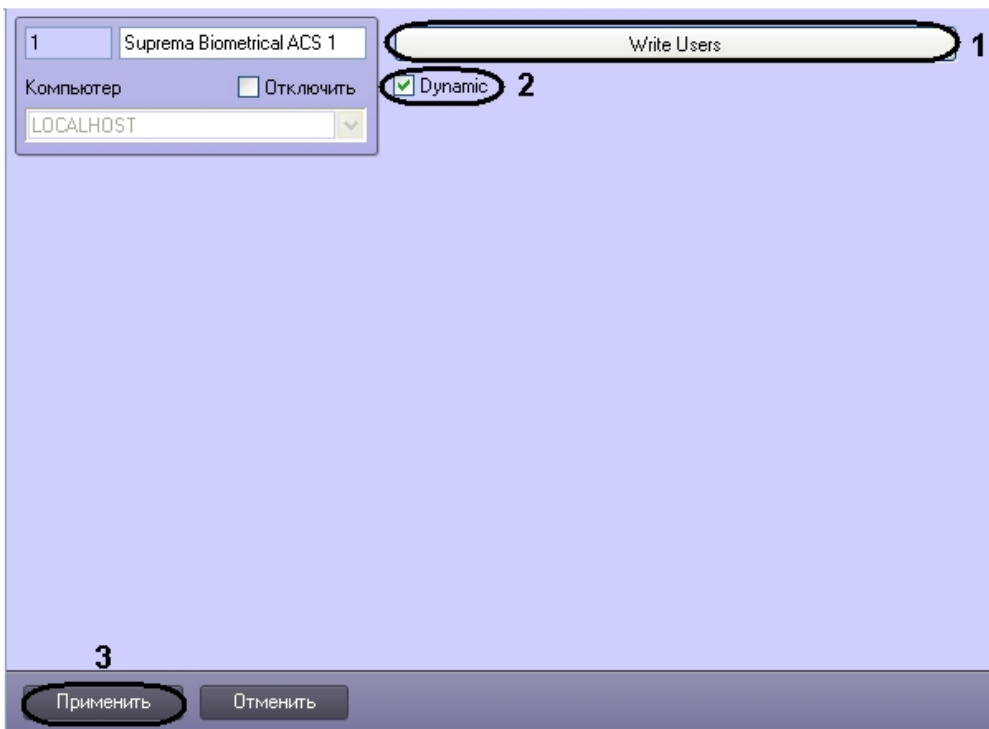 1 Suprema Biometrical ACS 1 Write Users 1
Компьютер Отключить Dynamic 2
LOCALHOST
3
Применить Отменить